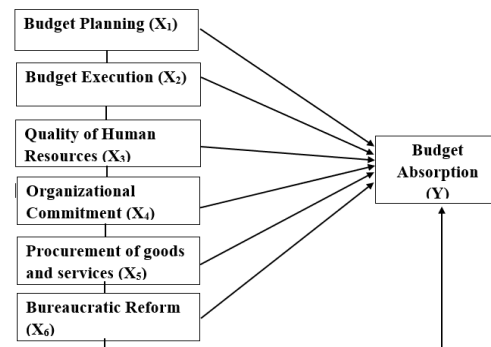 Budget Planning (X₁)
Budget Execution (X₂)
Quality of Human
Resources (X₃)
Organizational
Commitment (X₄)
Procurement of goods
and services (X₅)
Bureaucratic Reform
(X₆)
Budget
Absorption
(Y)